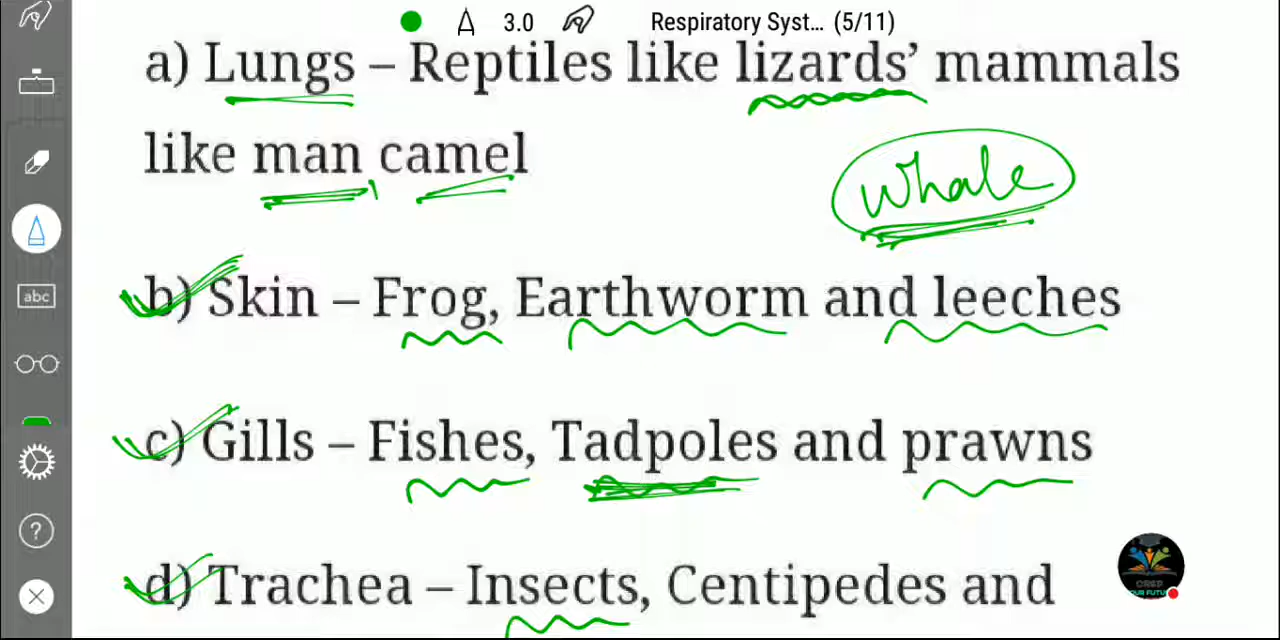 3.0 Respiratory Syst... (5/11)
a) Lungs – Reptiles like lizards’ mammals
like man camel
whale
b) Skin – Frog, Earthworm and leeches
abc
c) Gills – Fishes, Tadpoles and prawns
?
d) Trachea – Insects, Centipedes and